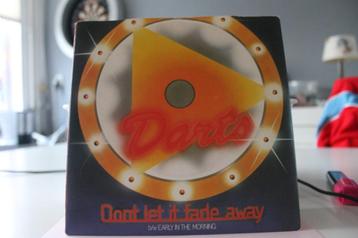 Darts
Dont let it fade away
b/w EARLY IN THE MORNING